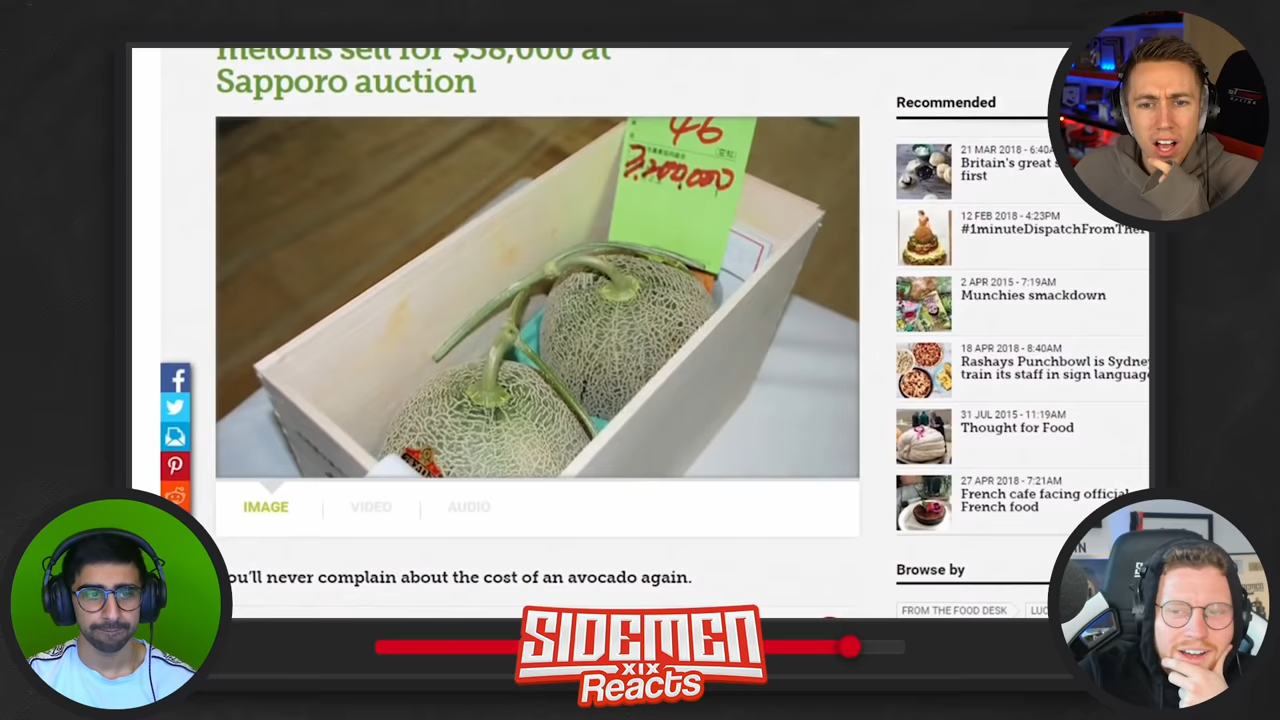 melons sell for $38,000 at
Sapporo auction
46
Recommended
21 MAR 2018 - 6:40A
Britain's great s
first
12 FEB 2018 - 4:23PM
#1minuteDispatchFromTheF
2 APR 2015 - 7:19AM
Munchies smackdown
18 APR 2018 - 8:40AM
Rashays Punchbowl is Sydney
train its staff in sign language
31 JUL 2015 - 11:19AM
Thought for Food
27 APR 2018 - 7:21AM
French cafe facing official
French food
IMAGE
VIDEO
AUDIO
ou'll never complain about the cost of an avocado again.
Browse by
FROM THE FOOD DESK
LUC
SIDEMEN
XIX
Reacts